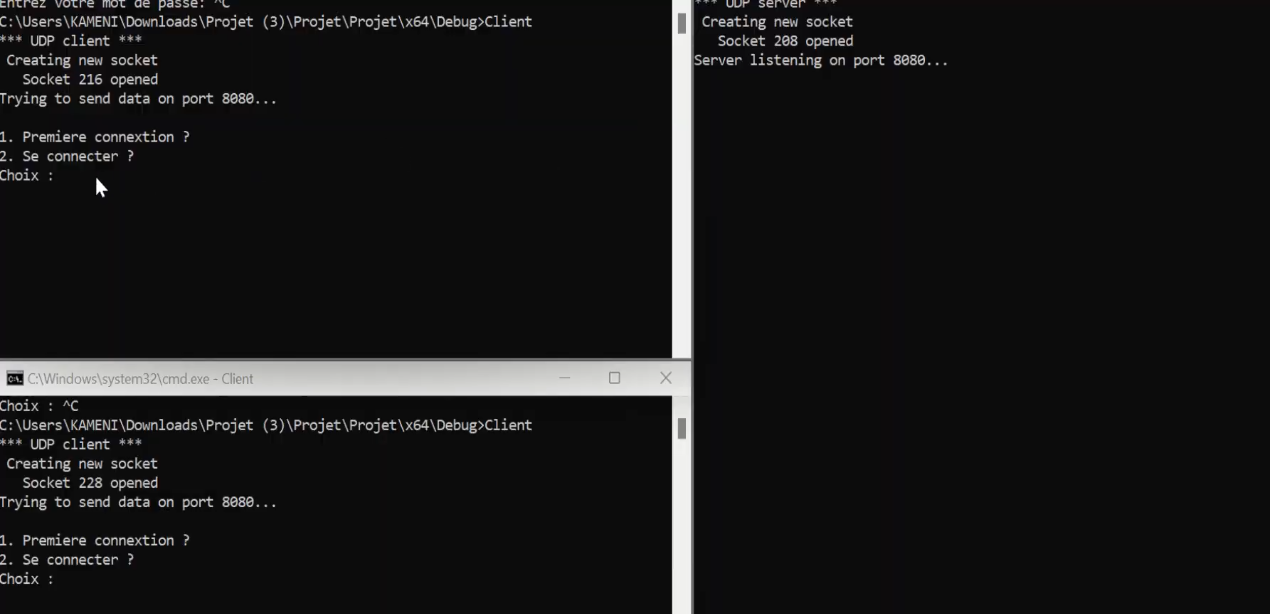 Entrez votre mot de passe: ^C
C:\Users\KAMENI\Downloads\Projet (3)\Projet\Projet\x64\Debug>Client
*** UDP client ***
Creating new socket
Socket 216 opened
Trying to send data on port 8080...
1. Premiere connextion ?
2. Se connecter ?
Choix :
C:\Windows\system32\cmd.exe - Client
Choix : ^C
C:\Users\KAMENI\Downloads\Projet (3)\Projet\Projet\x64\Debug>Client
*** UDP client ***
Creating new socket
Socket 228 opened
Trying to send data on port 8080...
1. Premiere connextion ?
2. Se connecter ?
Choix :
*** UDP server ***
Creating new socket
Socket 208 opened
Server listening on port 8080...